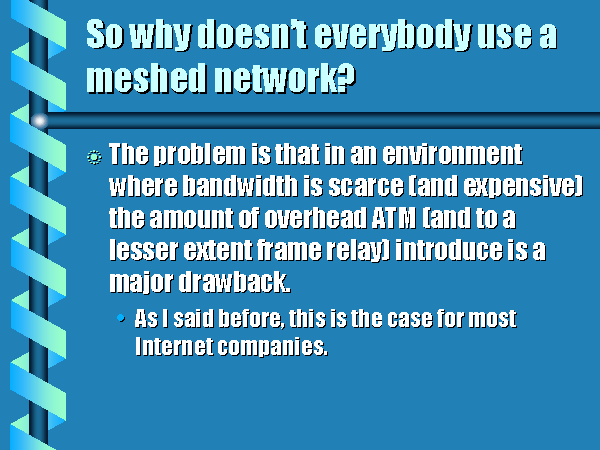 So why doesn't everybody use a
meshed network?
The problem is that in an environment
where bandwidth is scarce (and expensive)
the amount of overhead ATM (and to a
lesser extent frame relay) introduce is a
major drawback.
• As I said before, this is the case for most
Internet companies.